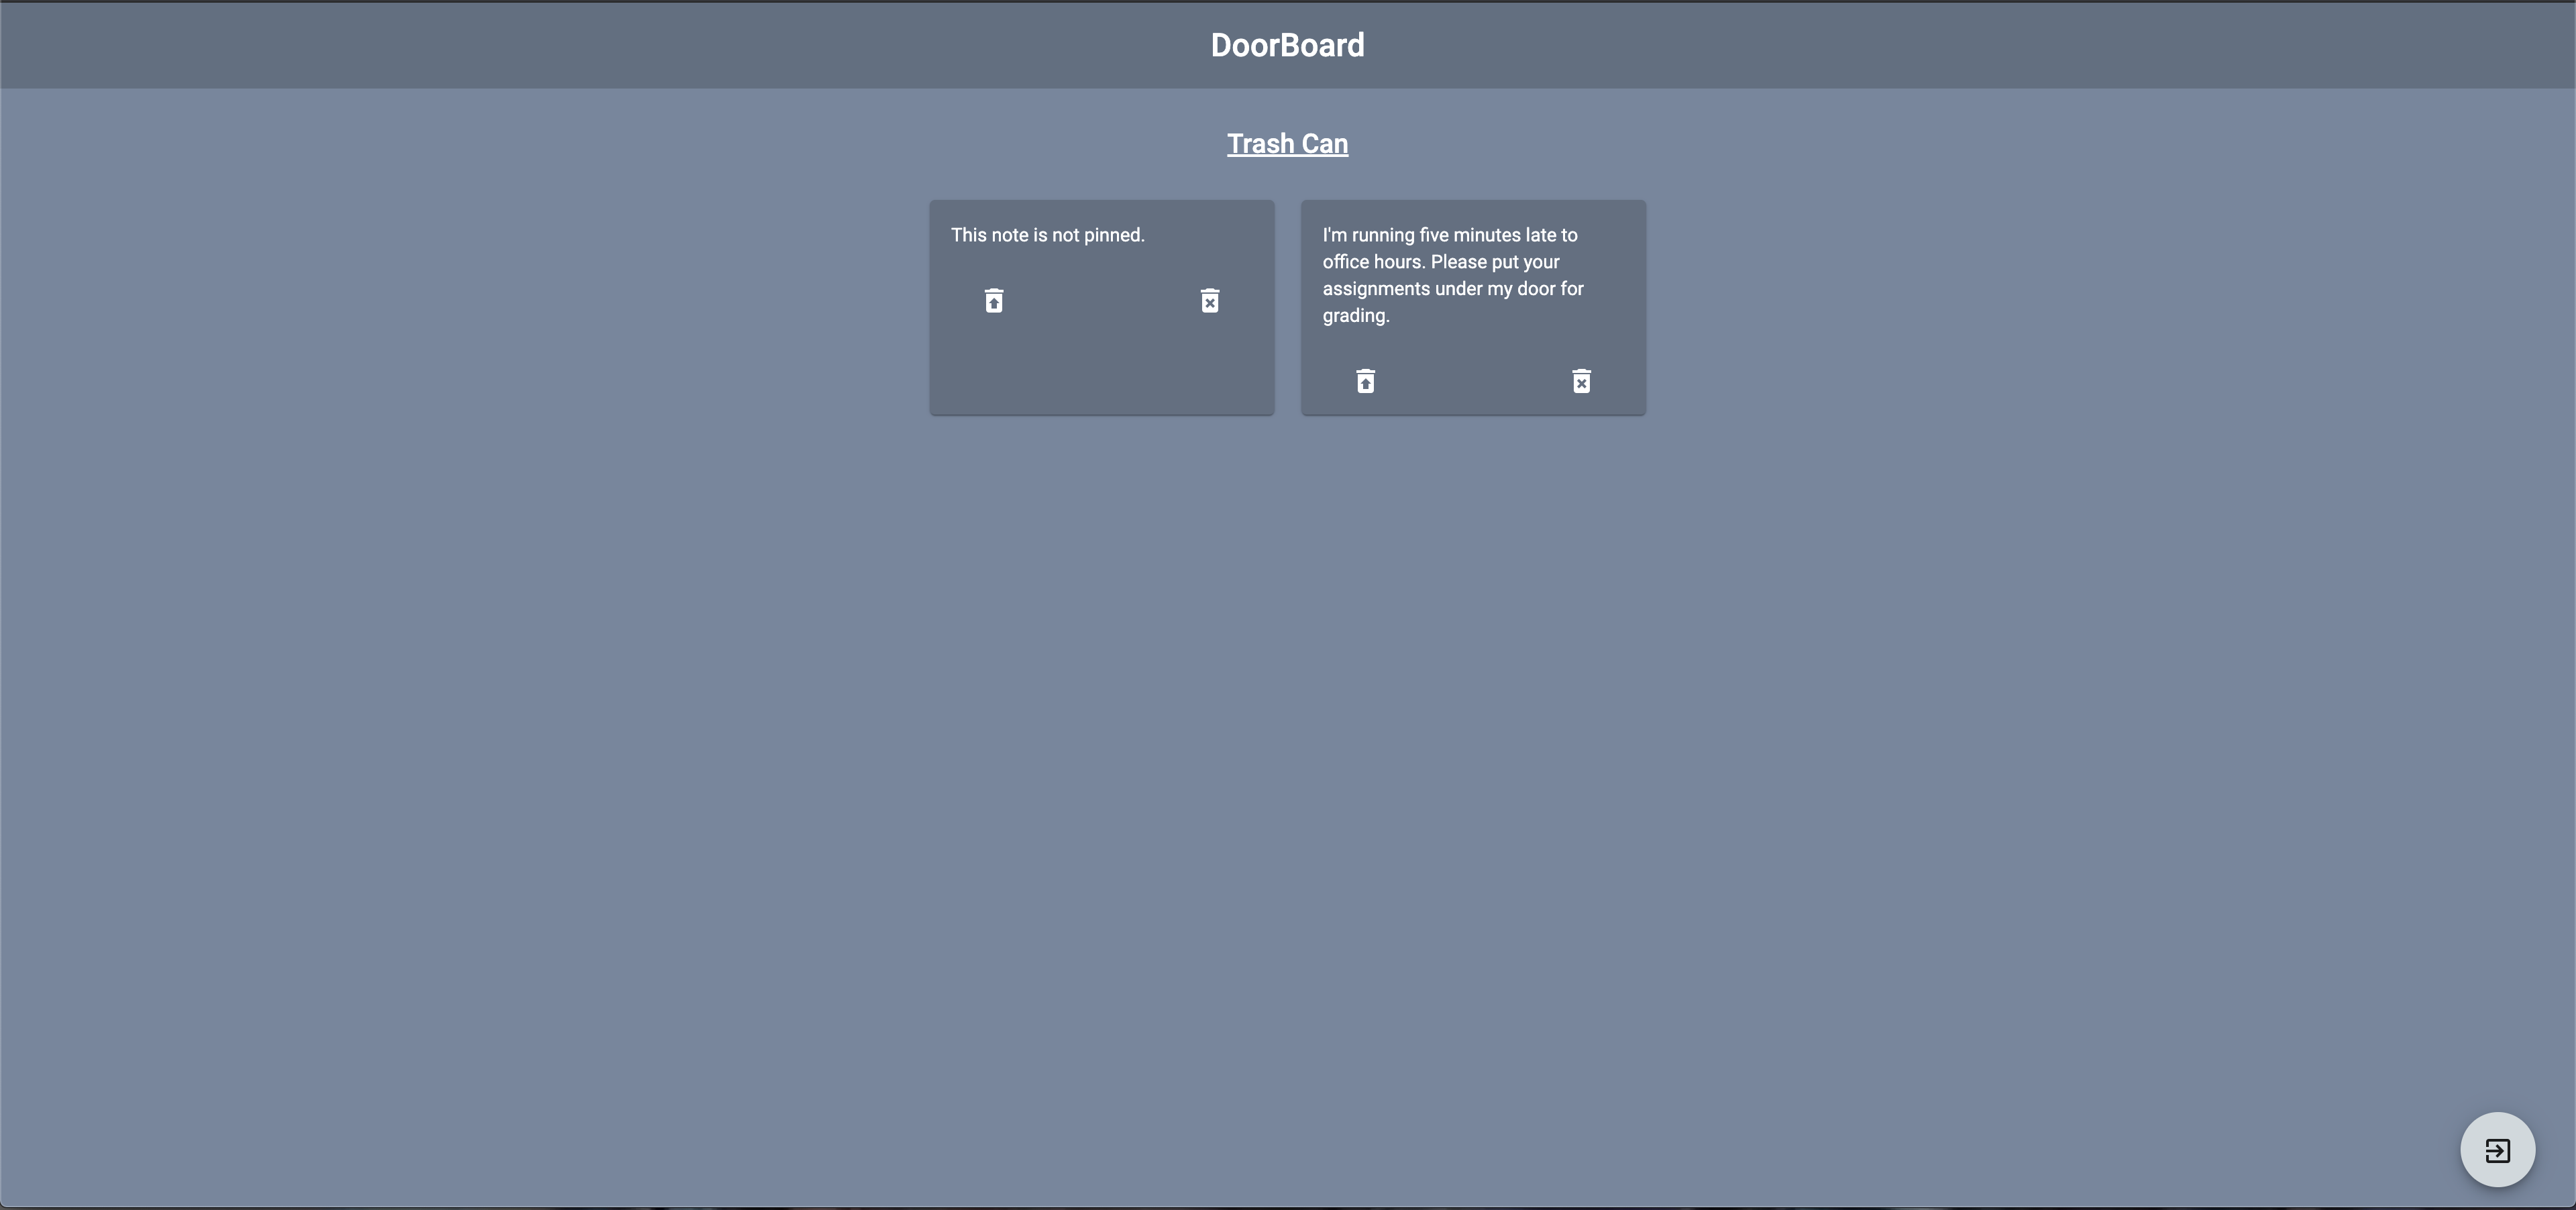 DoorBoard
Trash Can
This note is not pinned.
I'm running five minutes late to
office hours. Please put your
assignments under my door for
grading.